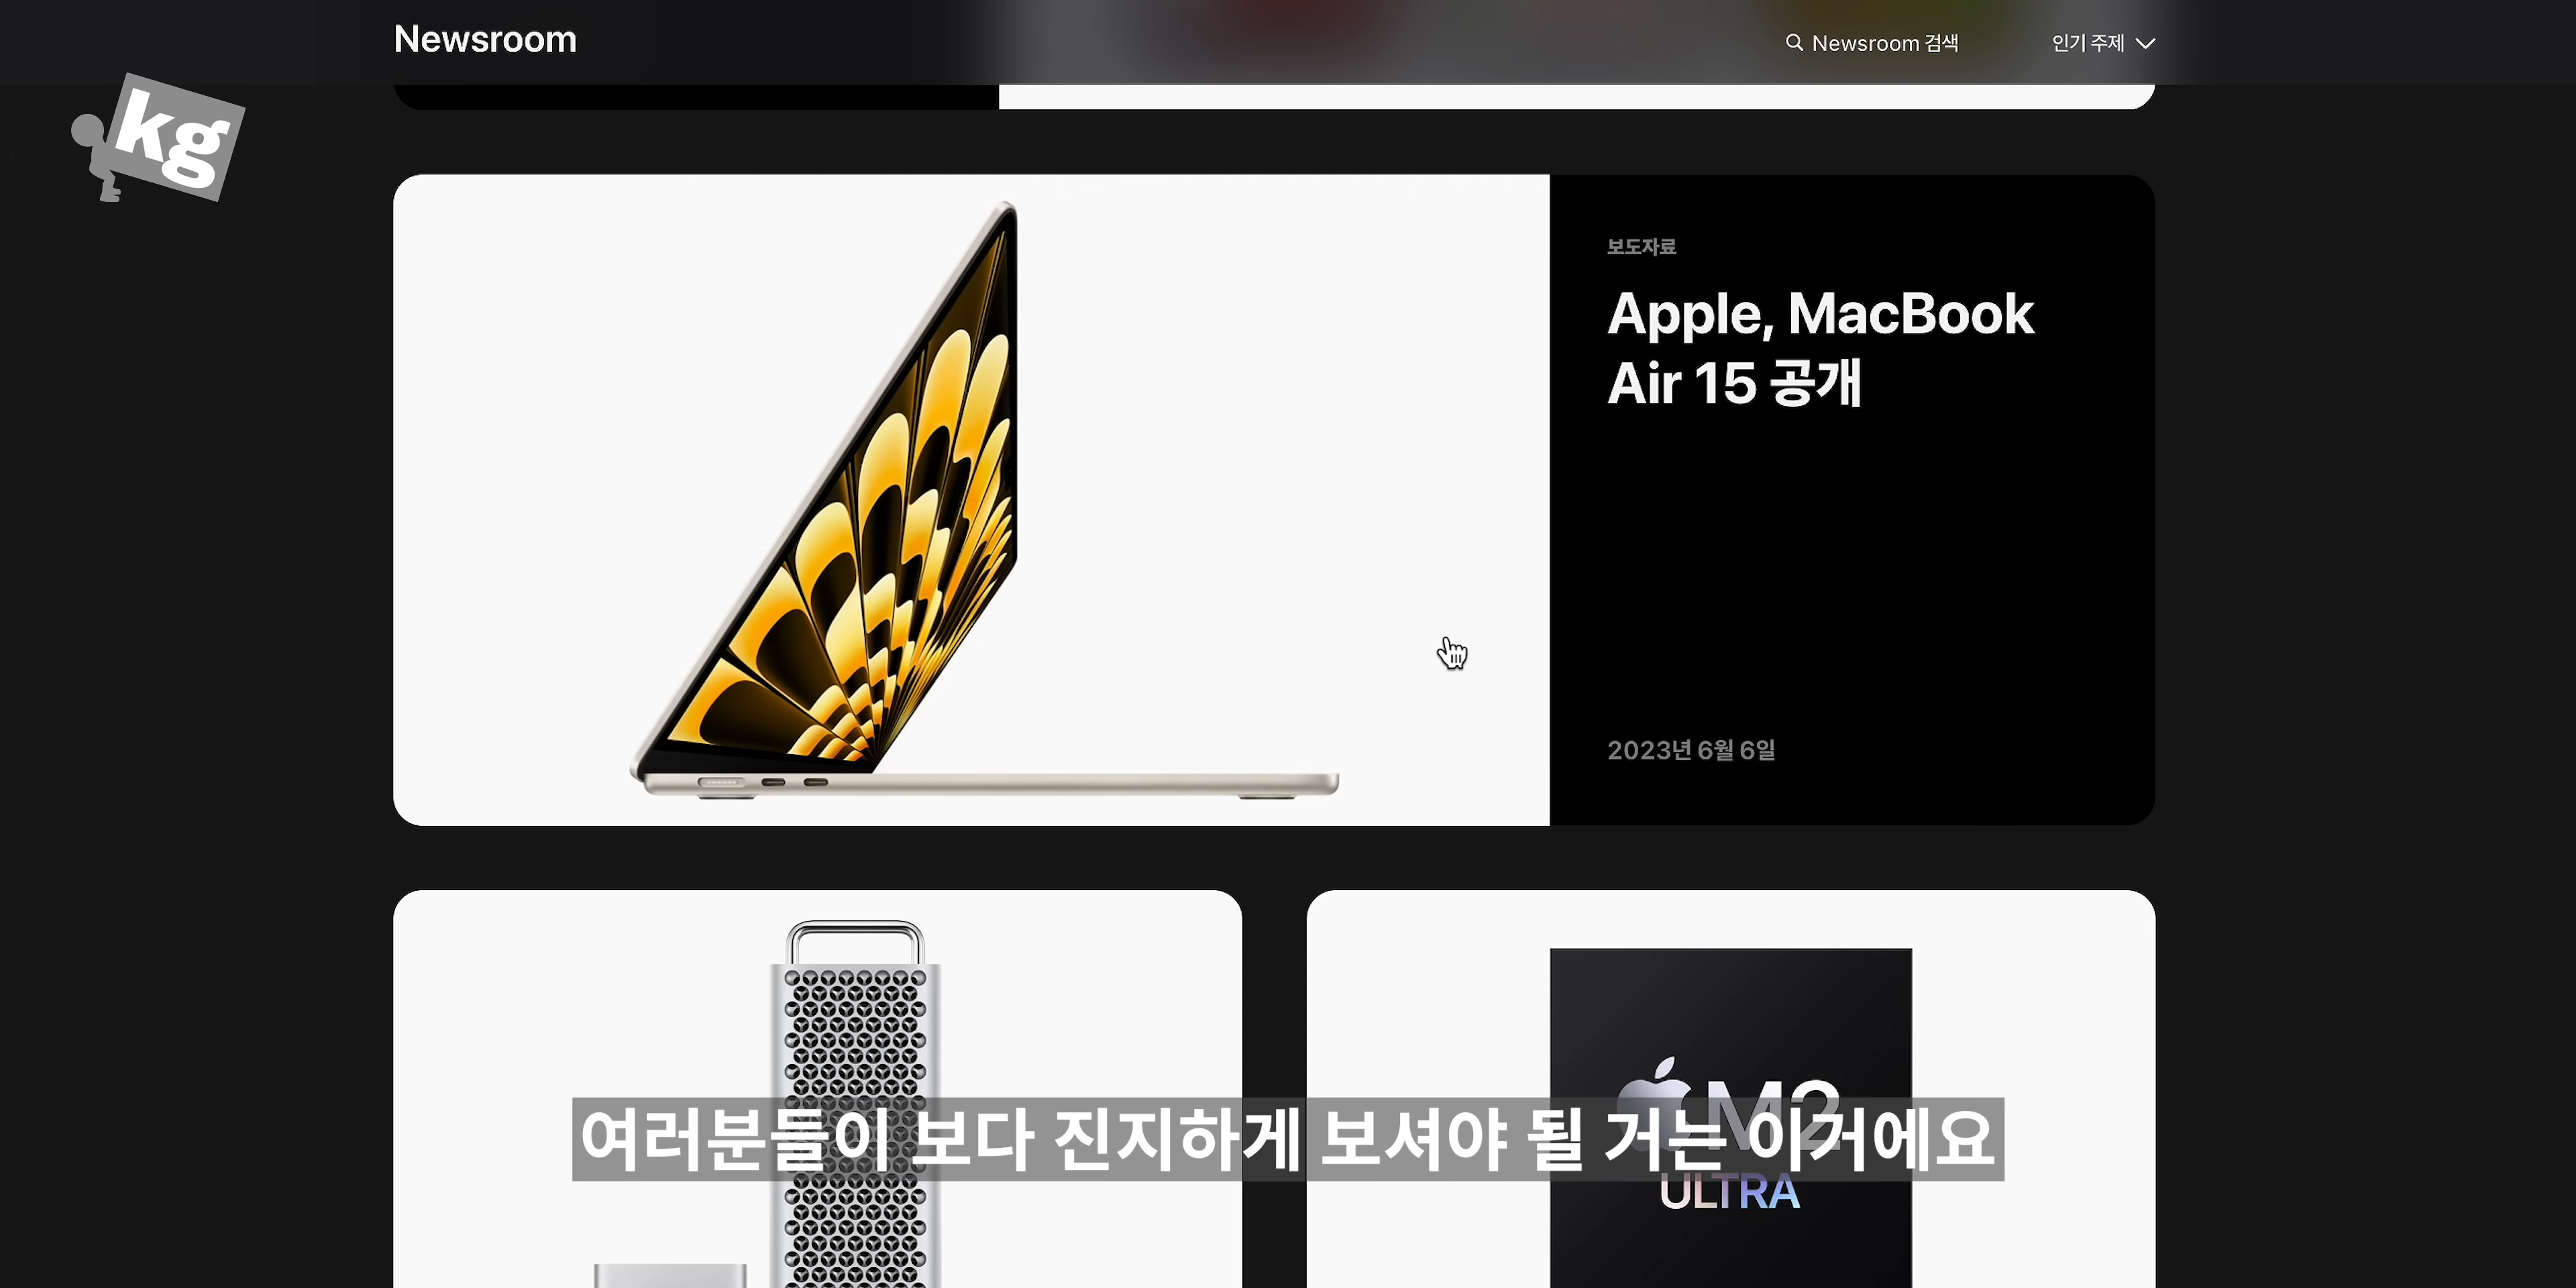 Newsroom
Newsroom 검색
인기 주제
kg
보도자료
Apple, MacBook
Air 15 공개
2023년 6월 6일
M2
ULTRA
여러분들이 보다 진지하게 보셔야 될 거는 이거에요